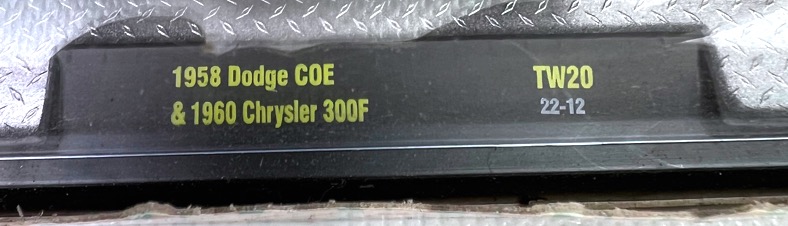 1958 Dodge COE
& 1960 Chrysler 300F
TW20
22-12